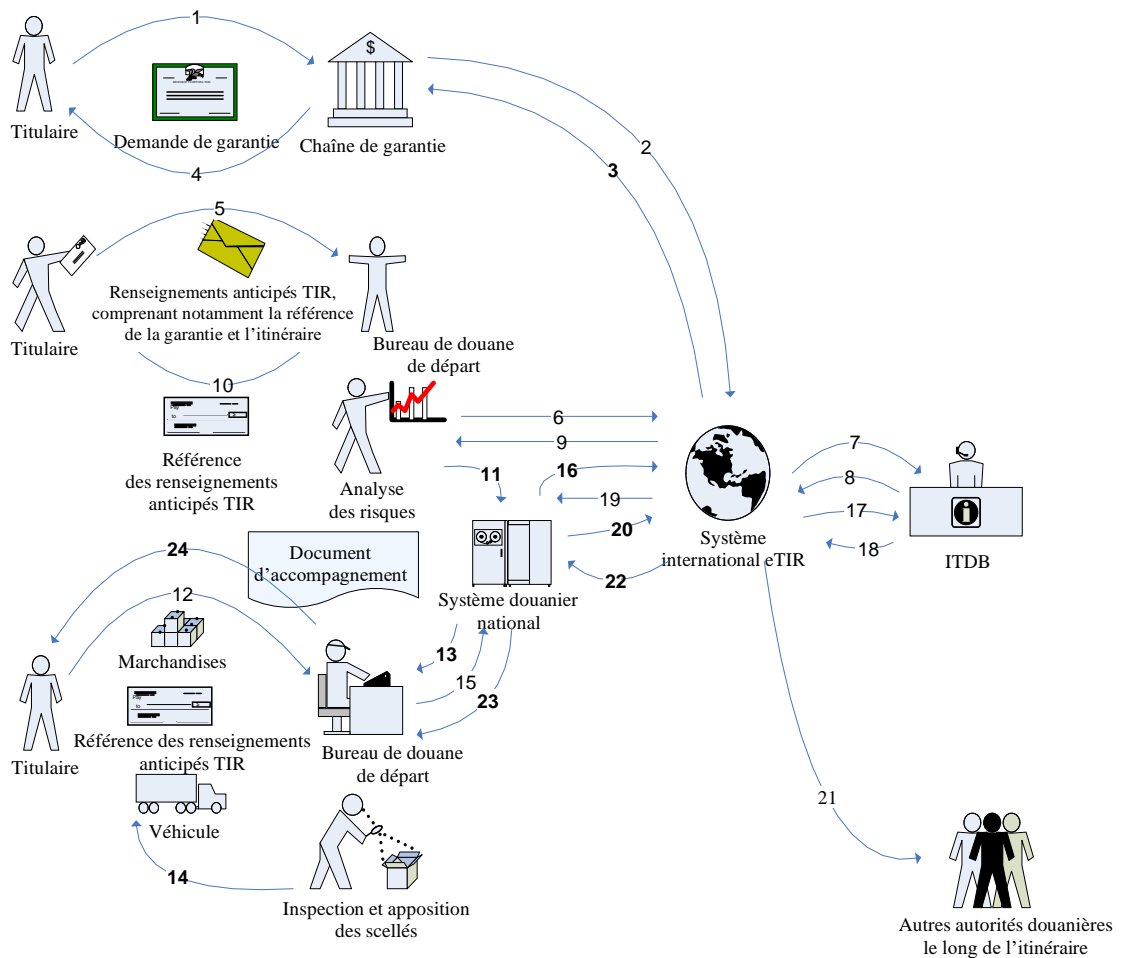 1
$
Titulaire
Demande de garantie
Chaîne de garantie
2
3
4
5
Renseignements anticipés TIR,
comprenant notamment la référence
de la garantie et l'itinéraire
Titulaire
Bureau de douane
de départ
10
Pay
to
6
9
7
8
Référence
des renseignements
anticipés TIR
11
16
Analyse
des risques
19
17
20
18
Système
international eTIR
ITDB
24
Document
d'accompagnement
22
Système douanier
national
12
Marchandises
13
15
23
Pay
to
Titulaire
Référence des renseignements
anticipés TIR
Bureau de douane
de départ
21
Véhicule
14
Inspection et apposition
des scellés
Autres autorités douanières
le long de l'itinéraire